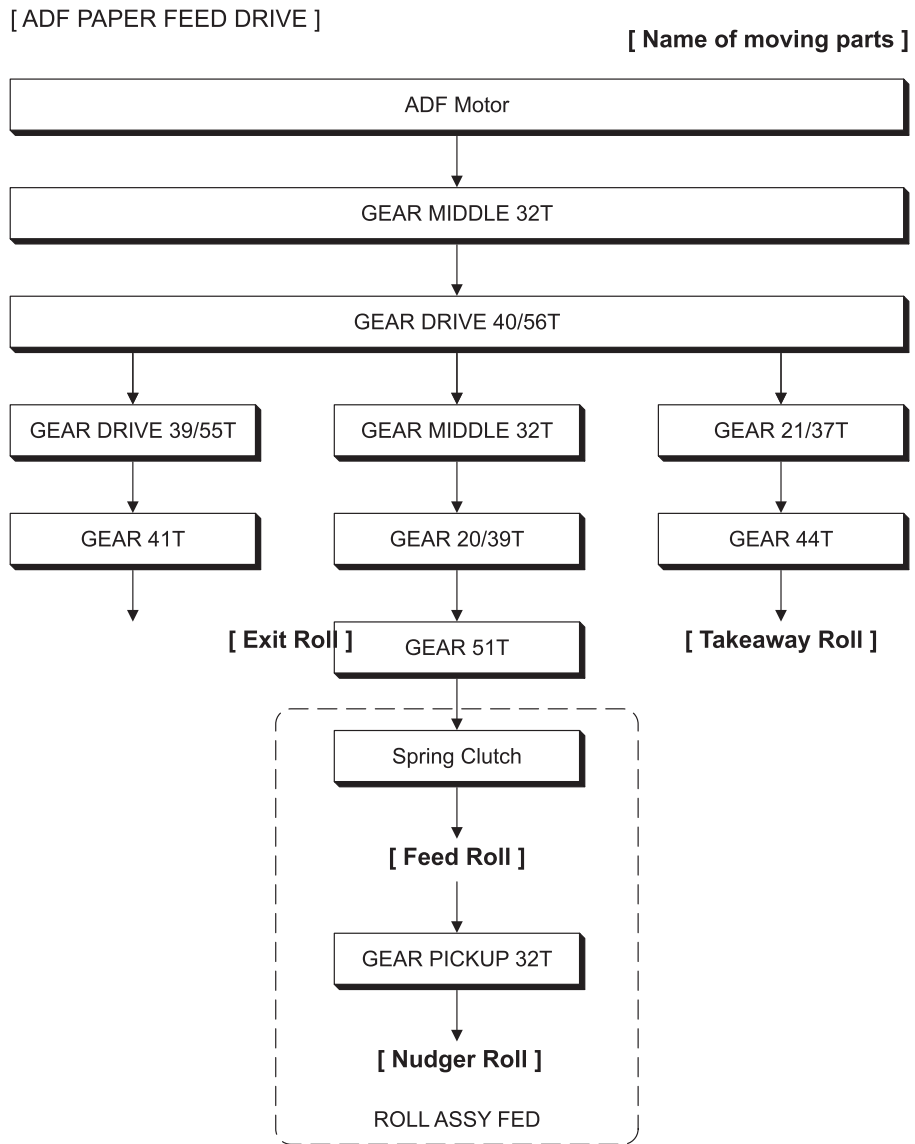 [ ADF PAPER FEED DRIVE ]
[ Name of moving parts ]
ADF Motor
GEAR MIDDLE 32T
GEAR DRIVE 40/56T
GEAR DRIVE 39/55T
GEAR MIDDLE 32T
GEAR 21/37T
GEAR 41T
GEAR 20/39T
GEAR 44T
[ Exit Roll ]
GEAR 51T
[ Takeaway Roll ]
Spring Clutch
[ Feed Roll ]
GEAR PICKUP 32T
[ Nudger Roll ]
ROLL ASSY FED